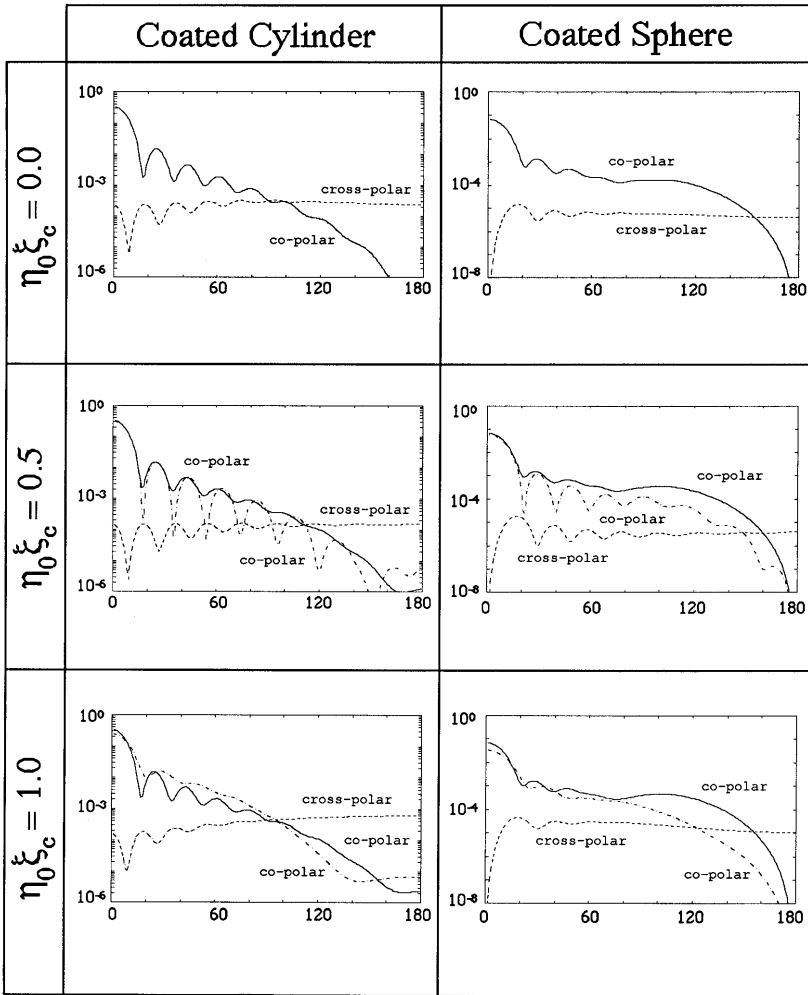 Coated Cylinder
Coated Sphere
η₀ξc = 0.0
10⁰
10⁻³
10⁻⁶
cross-polar
co-polar
0 60 120 180
10⁰
10⁻⁴
10⁻⁸
co-polar
cross-polar
0 60 120 180
η₀ξc = 0.5
10⁰
10⁻³
10⁻⁶
co-polar
cross-polar
co-polar
0 60 120 180
10⁰
10⁻⁴
10⁻⁸
co-polar
co-polar
cross-polar
0 60 120 180
η₀ξc = 1.0
10⁰
10⁻³
10⁻⁶
cross-polar
co-polar
co-polar
0 60 120 180
10⁰
10⁻⁴
10⁻⁸
co-polar
cross-polar
co-polar
0 60 120 180